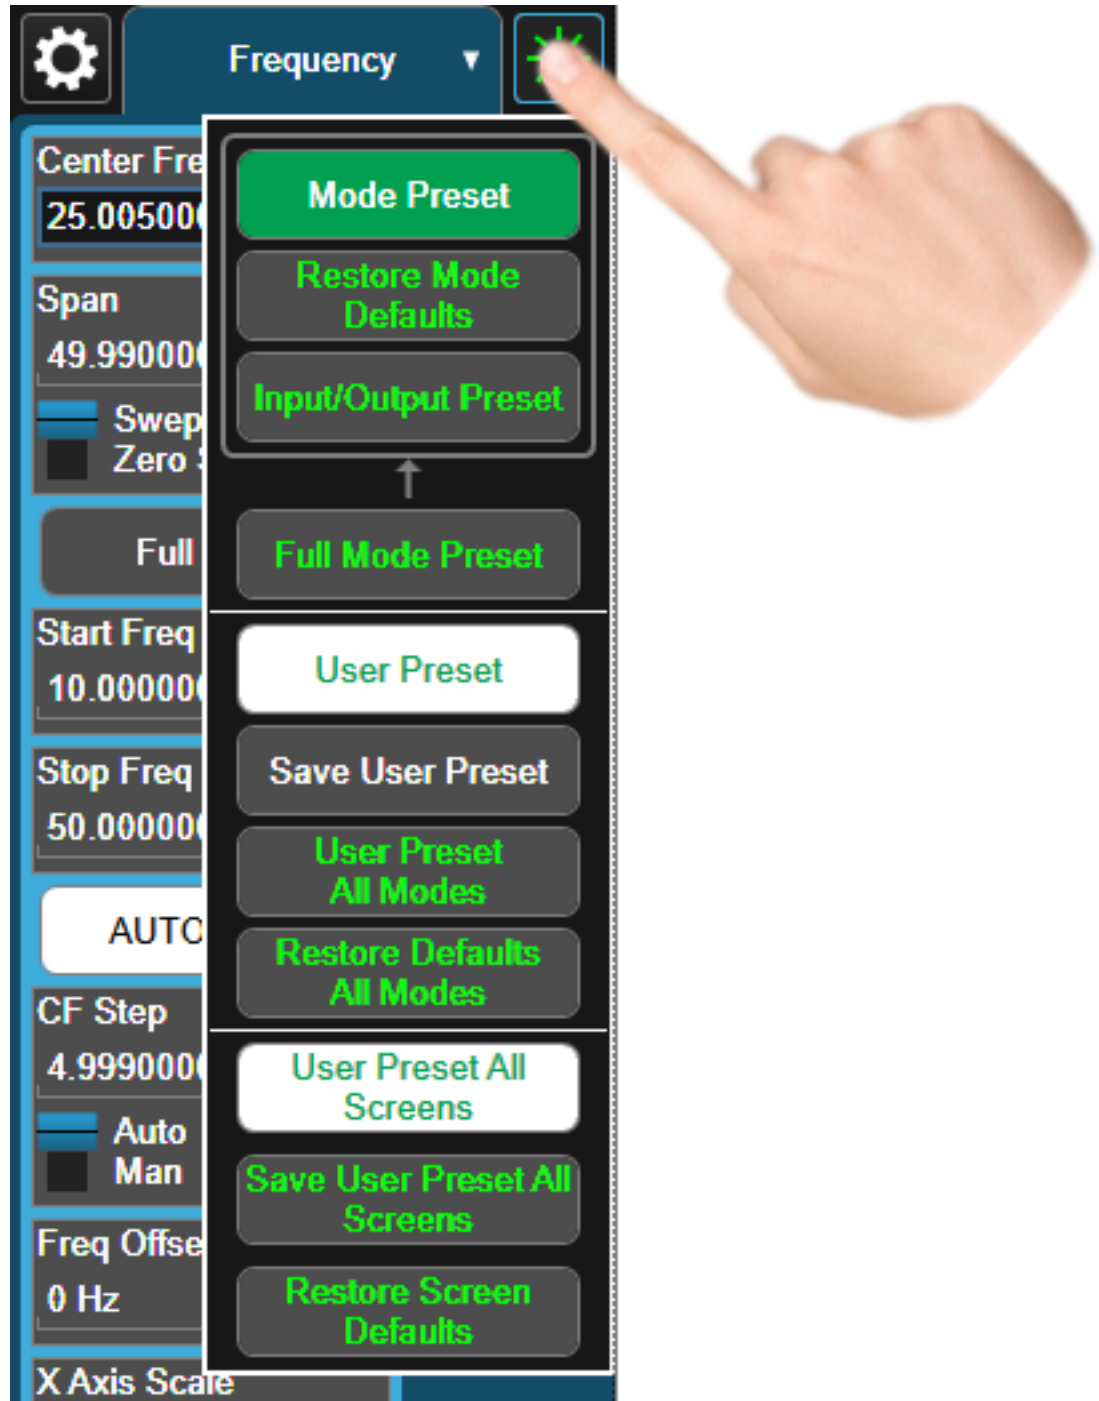 Frequency
Center Fre
25.00500
Span
49.99000
Swep
Zero
Full
Start Freq
10.00000
Stop Freq
50.00000
AUTO
CF Step
4.999000
Auto
Man
Freq Offse
0 Hz
X Axis Scale
Mode Preset
Restore Mode
Defaults
Input/Output Preset
Full Mode Preset
User Preset
Save User Preset
User Preset
All Modes
Restore Defaults
All Modes
User Preset All
Screens
Save User Preset All
Screens
Restore Screen
Defaults